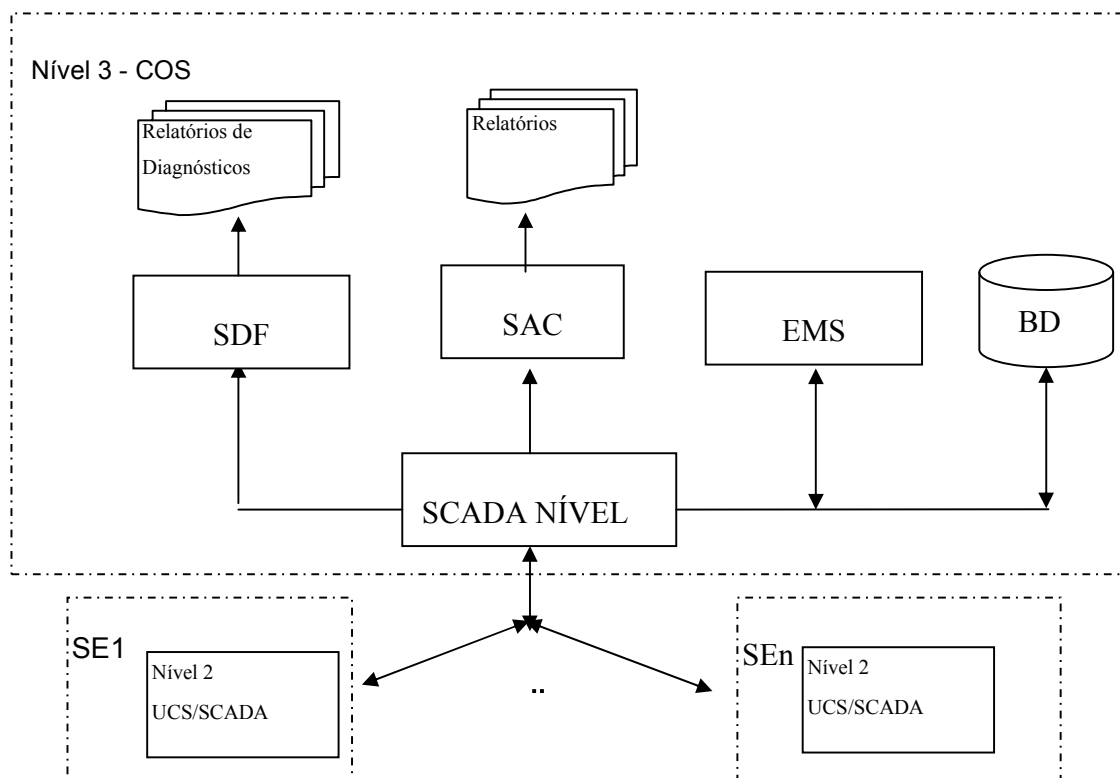 Nível 3 - COS
Relatórios de
Diagnósticos
Relatórios
SDF
SAC
EMS
BD
SCADA NÍVEL
SE1
Nível 2
UCS/SCADA
..
SEn
Nível 2
UCS/SCADA